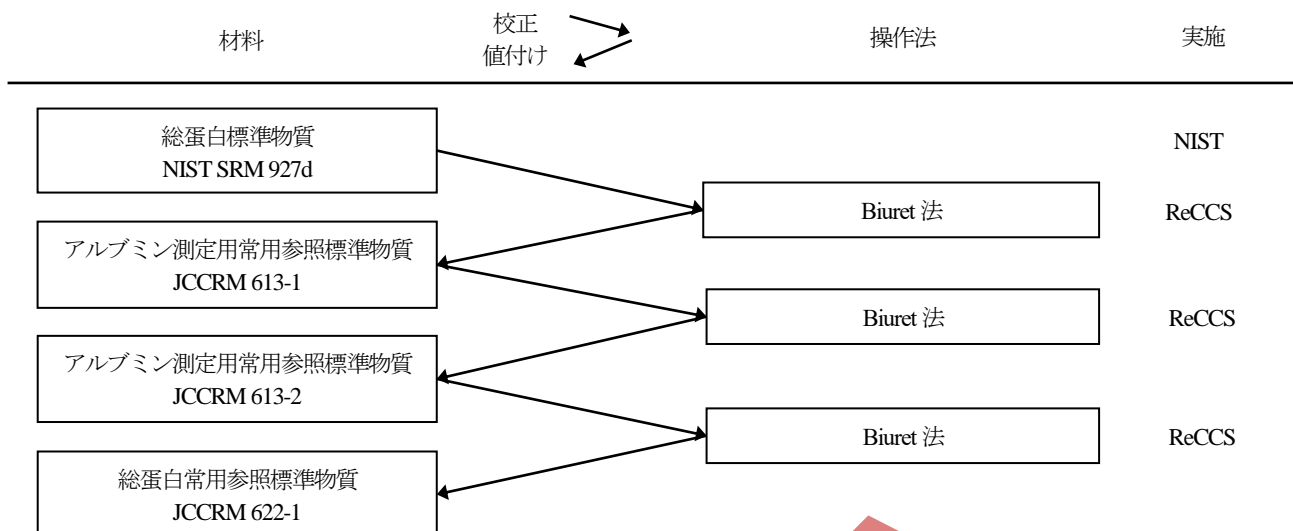 材料
校正
値付け
操作法
実施
総蛋白標準物質
NIST SRM 927d
NIST
Biuret 法
ReCCS
アルブミン測定用常用参照標準物質
JCCRM 613-1
Biuret 法
ReCCS
アルブミン測定用常用参照標準物質
JCCRM 613-2
Biuret 法
ReCCS
総蛋白常用参照標準物質
JCCRM 622-1